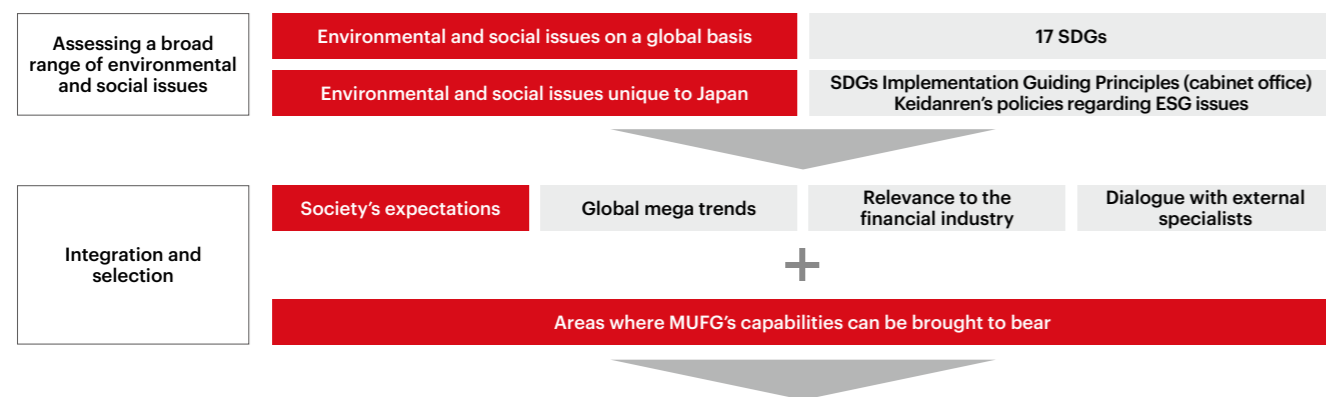 Assessing a broad
range of environmental
and social issues
Environmental and social issues on a global basis
17 SDGs
Environmental and social issues unique to Japan
SDGs Implementation Guiding Principles (cabinet office)
Keidanren’s policies regarding ESG issues
Integration and
selection
Society’s expectations
Global mega trends
Relevance to the
financial industry
Dialogue with external
specialists
+
Areas where MUFG’s capabilities can be brought to bear